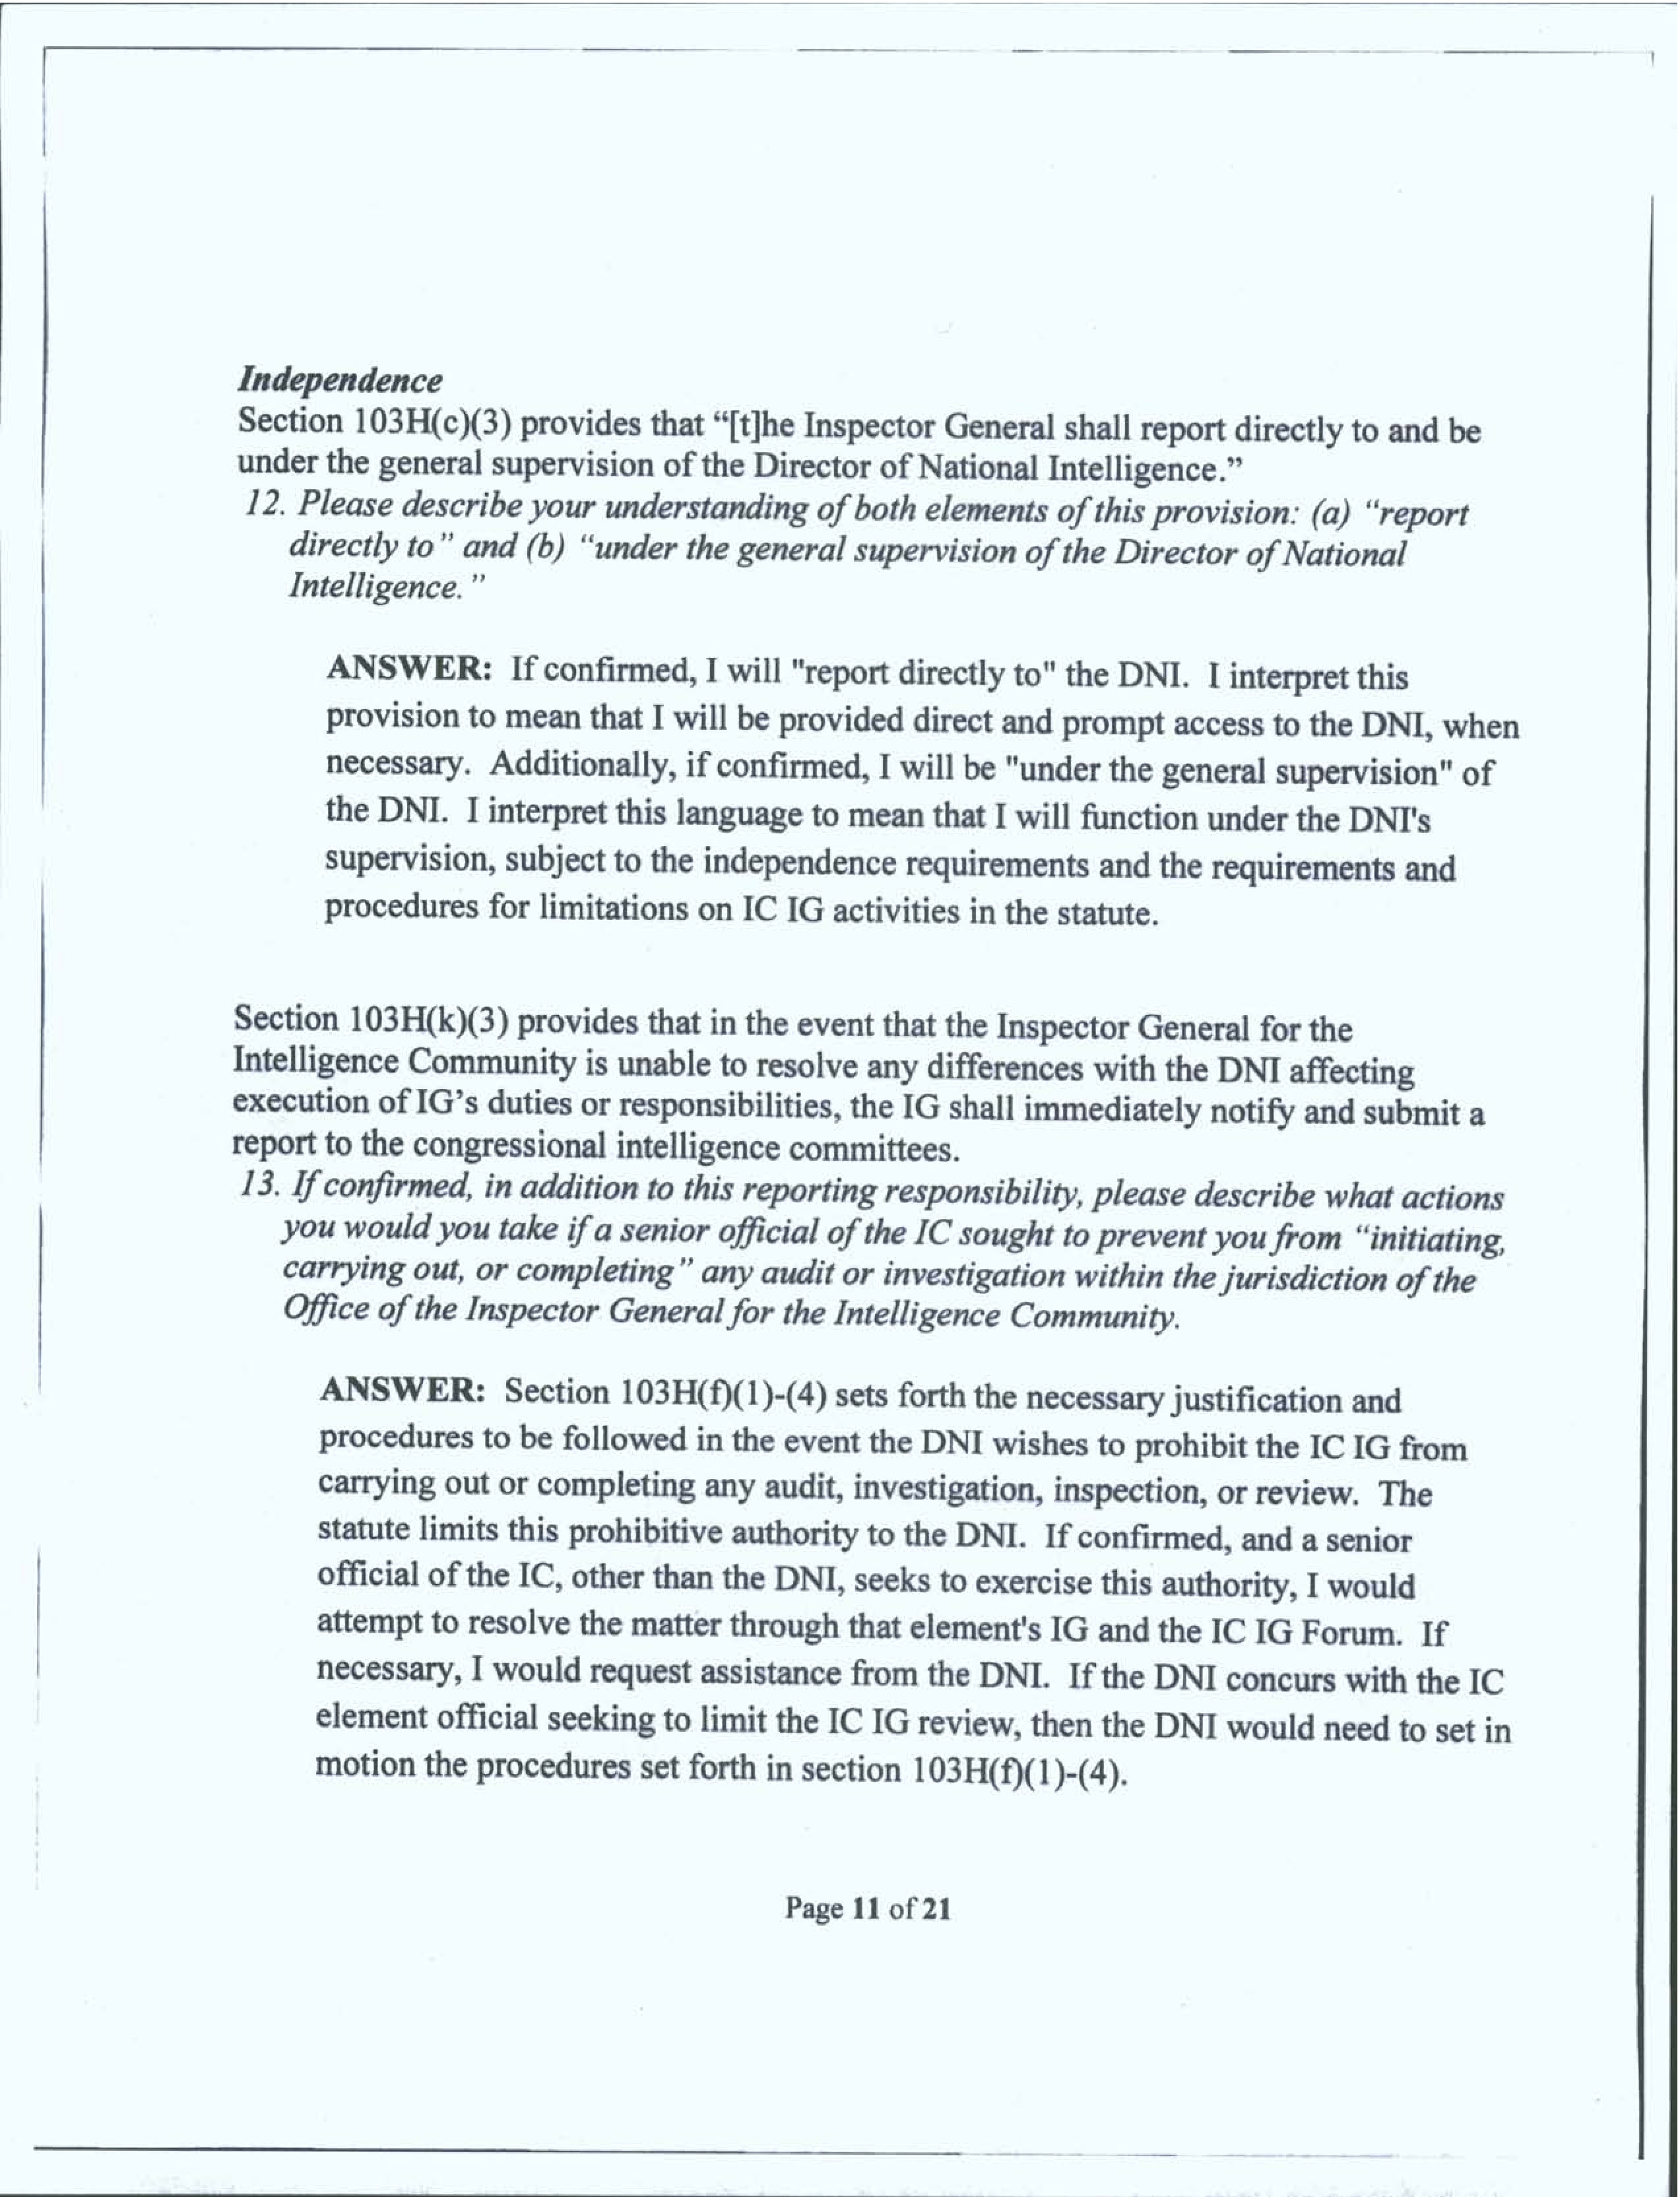 Independence
Section 103H(c)(3) provides that “[t]he Inspector General shall report directly to and be
under the general supervision of the Director of National Intelligence.”
12. Please describe your understanding of both elements of this provision: (a) “report
directly to” and (b) “under the general supervision of the Director of National
Intelligence.”
ANSWER: If confirmed, I will "report directly to" the DNI. I interpret this
provision to mean that I will be provided direct and prompt access to the DNI, when
necessary. Additionally, if confirmed, I will be "under the general supervision" of
the DNI. I interpret this language to mean that I will function under the DNI's
supervision, subject to the independence requirements and the requirements and
procedures for limitations on IC IG activities in the statute.
Section 103H(k)(3) provides that in the event that the Inspector General for the
Intelligence Community is unable to resolve any differences with the DNI affecting
execution of IG’s duties or responsibilities, the IG shall immediately notify and submit a
report to the congressional intelligence committees.
13. If confirmed, in addition to this reporting responsibility, please describe what actions
you would you take if a senior official of the IC sought to prevent you from “initiating,
carrying out, or completing” any audit or investigation within the jurisdiction of the
Office of the Inspector General for the Intelligence Community.
ANSWER: Section 103H(f)(1)-(4) sets forth the necessary justification and
procedures to be followed in the event the DNI wishes to prohibit the IC IG from
carrying out or completing any audit, investigation, inspection, or review. The
statute limits this prohibitive authority to the DNI. If confirmed, and a senior
official of the IC, other than the DNI, seeks to exercise this authority, I would
attempt to resolve the matter through that element's IG and the IC IG Forum. If
necessary, I would request assistance from the DNI. If the DNI concurs with the IC
element official seeking to limit the IC IG review, then the DNI would need to set in
motion the procedures set forth in section 103H(f)(1)-(4).
Page 11 of 21